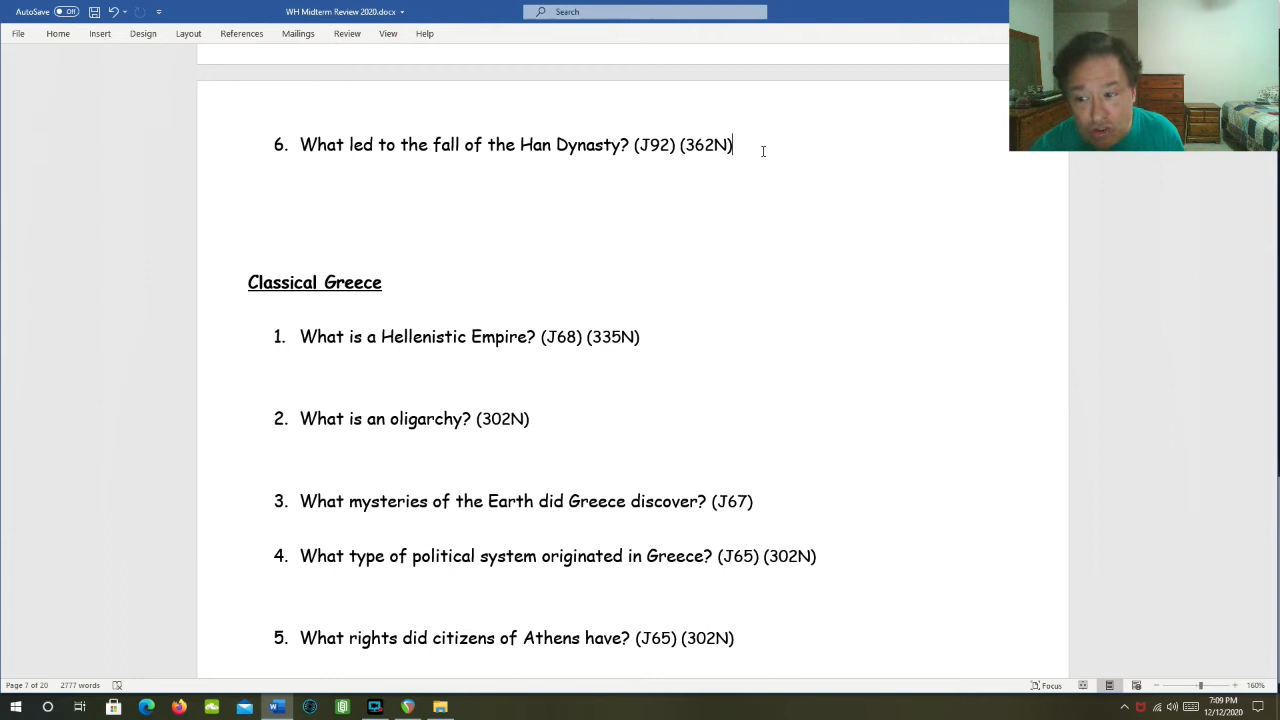 AutoSave Off WH Midterm Review 2020.docx Search
File Home Insert Design Layout References Mailings Review View Help
6. What led to the fall of the Han Dynasty? (J92) (362N)
Classical Greece
1. What is a Hellenistic Empire? (J68) (335N)
2. What is an oligarchy? (302N)
3. What mysteries of the Earth did Greece discover? (J67)
4. What type of political system originated in Greece? (J65) (302N)
5. What rights did citizens of Athens have? (J65) (302N)
Page 7 of 20 2777 words Focus 160%
7:09 PM
12/12/2020